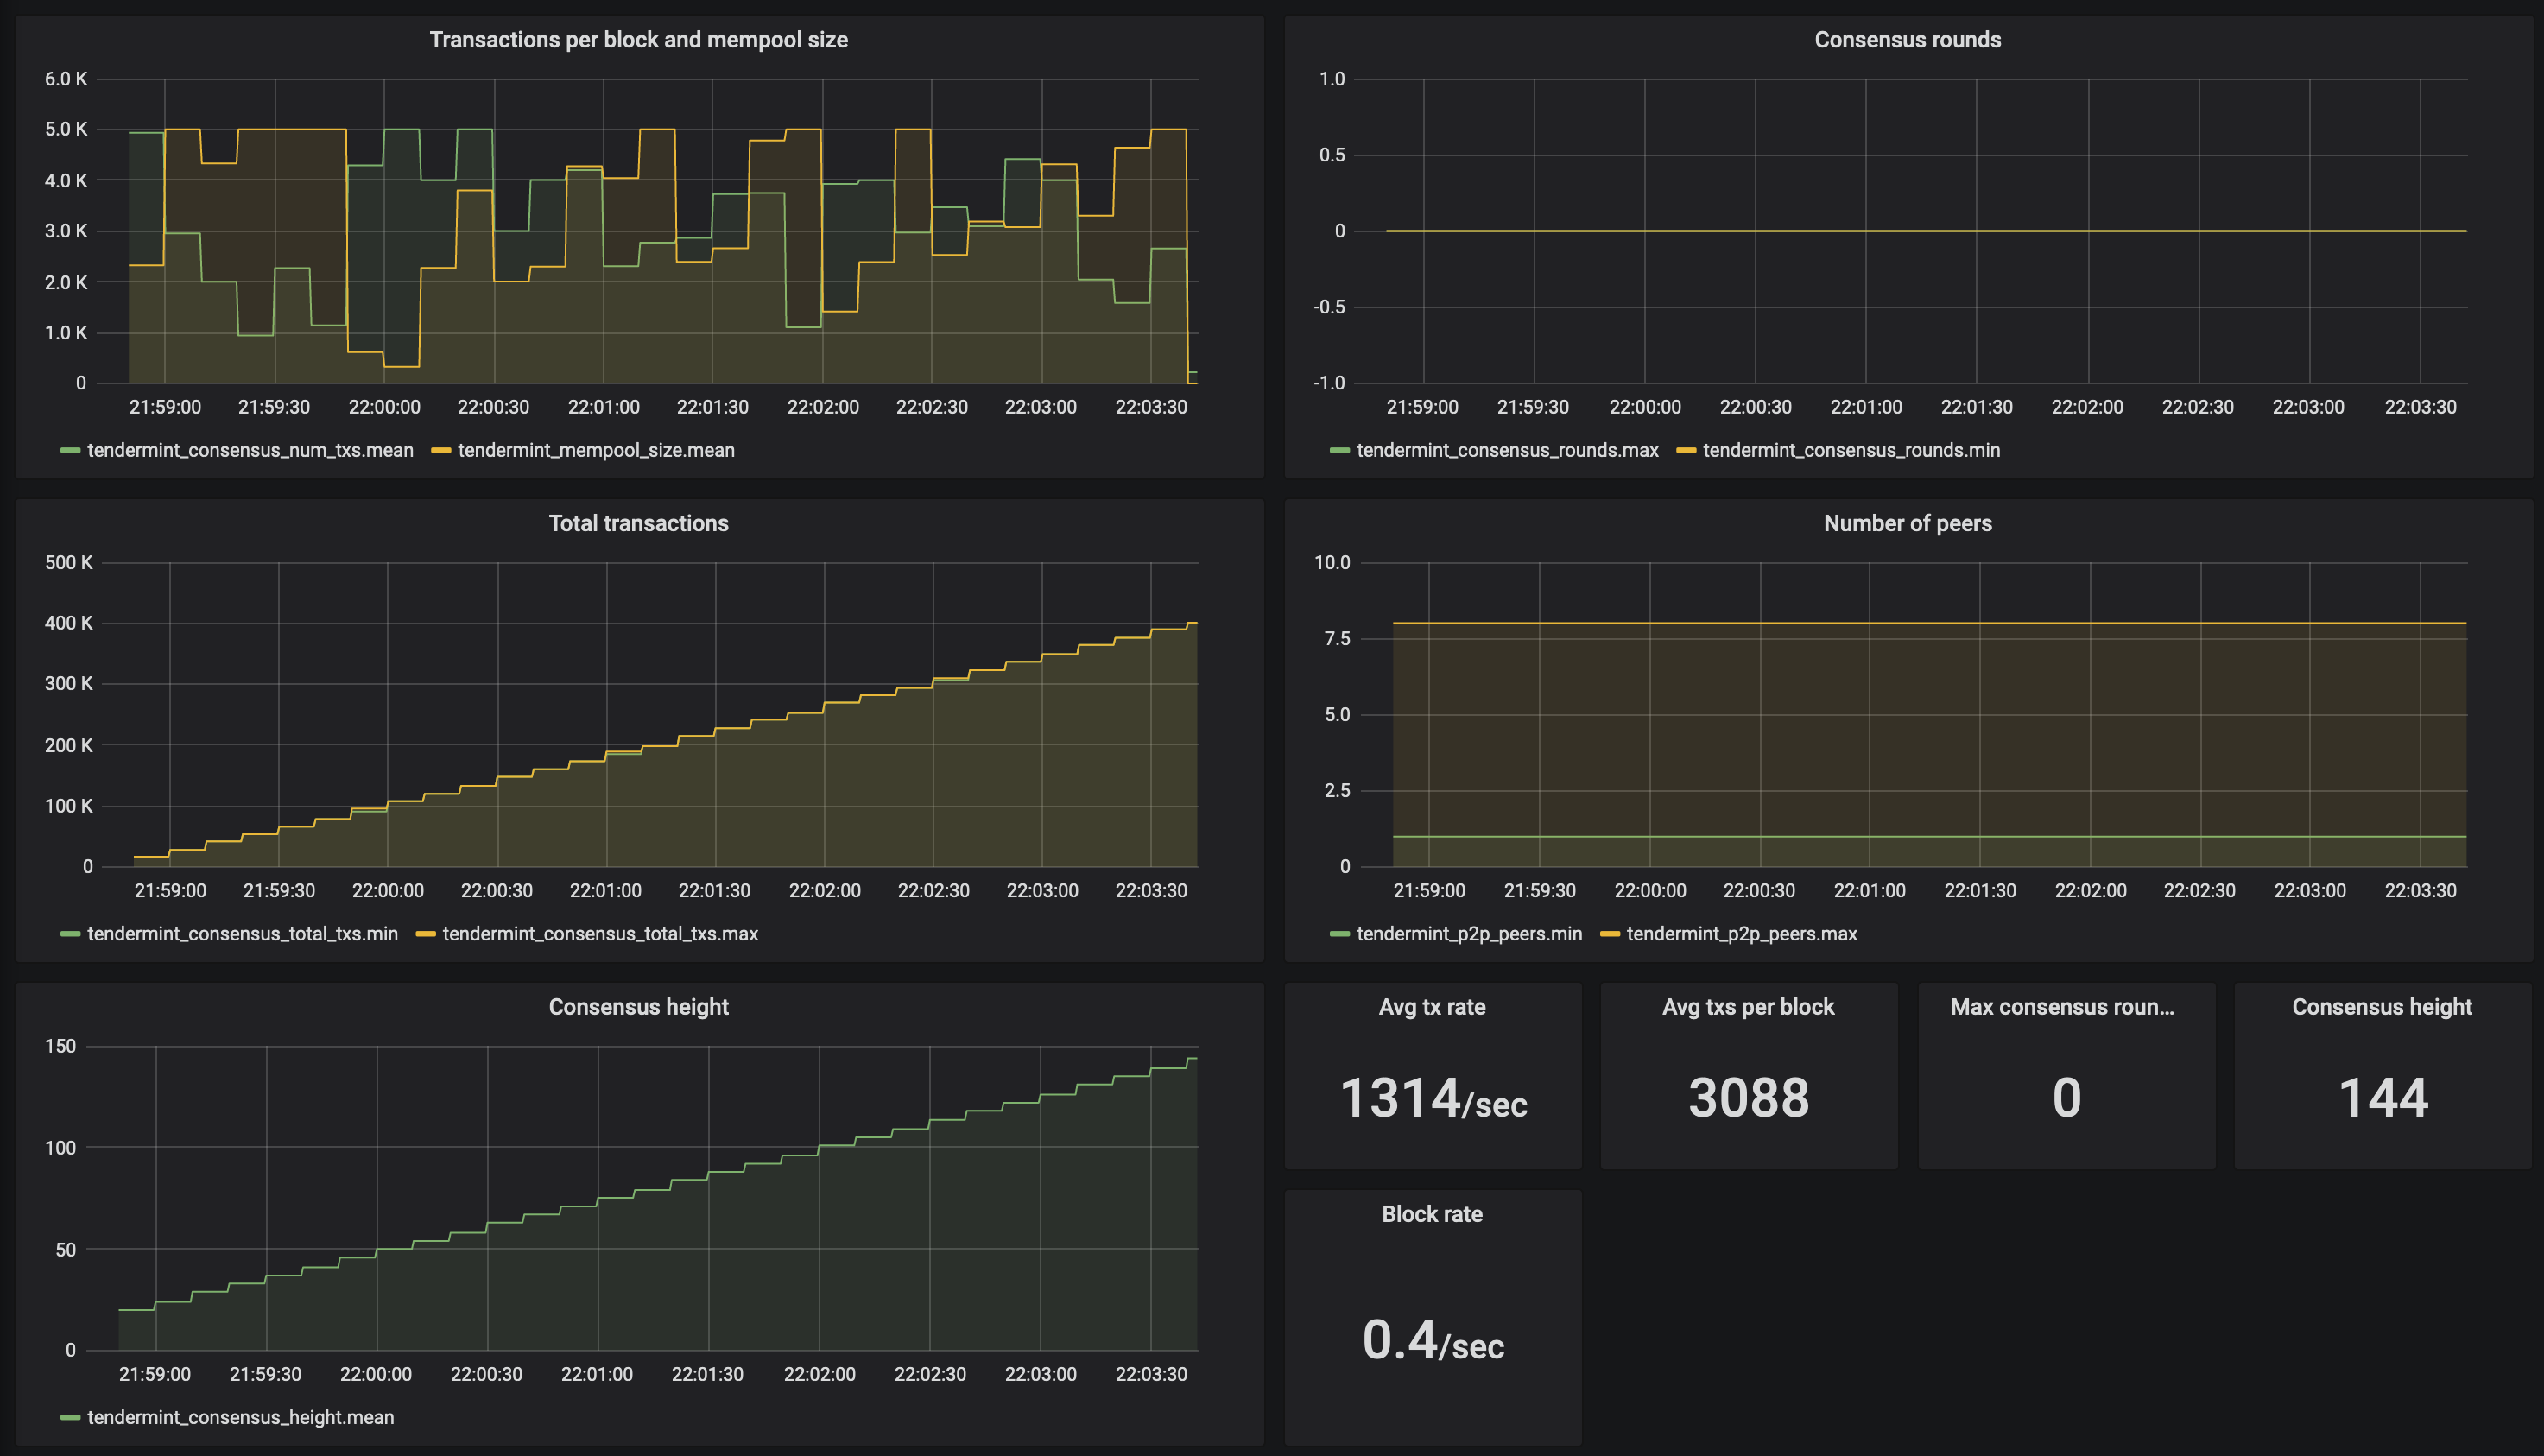 Transactions per block and mempool size
6.0 K
5.0 K
4.0 K
3.0 K
2.0 K
1.0 K
0
21:59:00 21:59:30 22:00:00 22:00:30 22:01:00 22:01:30 22:02:00 22:02:30 22:03:00 22:03:30
tendermint_consensus_num_txs.mean tendermint_mempool_size.mean
Consensus rounds
1.0
0.5
0
-0.5
-1.0
21:59:00 21:59:30 22:00:00 22:00:30 22:01:00 22:01:30 22:02:00 22:02:30 22:03:00 22:03:30
tendermint_consensus_rounds.max tendermint_consensus_rounds.min
Total transactions
500 K
400 K
300 K
200 K
100 K
0
21:59:00 21:59:30 22:00:00 22:00:30 22:01:00 22:01:30 22:02:00 22:02:30 22:03:00 22:03:30
tendermint_consensus_total_txs.min tendermint_consensus_total_txs.max
Number of peers
10.0
7.5
5.0
2.5
0
21:59:00 21:59:30 22:00:00 22:00:30 22:01:00 22:01:30 22:02:00 22:02:30 22:03:00 22:03:30
tendermint_p2p_peers.min tendermint_p2p_peers.max
Consensus height
150
100
50
0
21:59:00 21:59:30 22:00:00 22:00:30 22:01:00 22:01:30 22:02:00 22:02:30 22:03:00 22:03:30
tendermint_consensus_height.mean
Avg tx rate
1314/sec
Avg txs per block
3088
Max consensus roun...
0
Consensus height
144
Block rate
0.4/sec